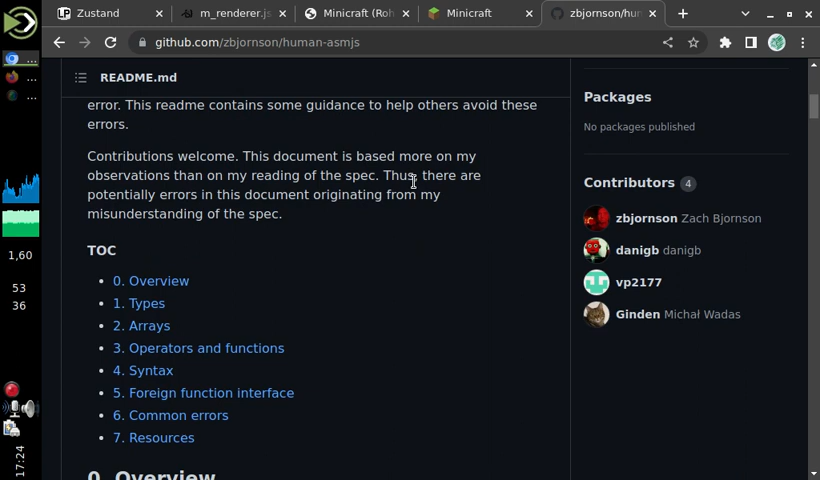 Zustand
m_renderer.js
Minicraft (Roh
Minicraft
zbjornson/hum
github.com/zbjornson/human-asmjs
...
...
...
1,60
53
36
17:24
README.md
error. This readme contains some guidance to help others avoid these
errors.
Contributions welcome. This document is based more on my
observations than on my reading of the spec. Thus, there are
potentially errors in this document originating from my
misunderstanding of the spec.
TOC
0. Overview
1. Types
2. Arrays
3. Operators and functions
4. Syntax
5. Foreign function interface
6. Common errors
7. Resources
0. Overview
Packages
No packages published
Contributors 4
zbjornson Zach Bjornson
danigb danigb
vp2177
Ginden Michał Wadas